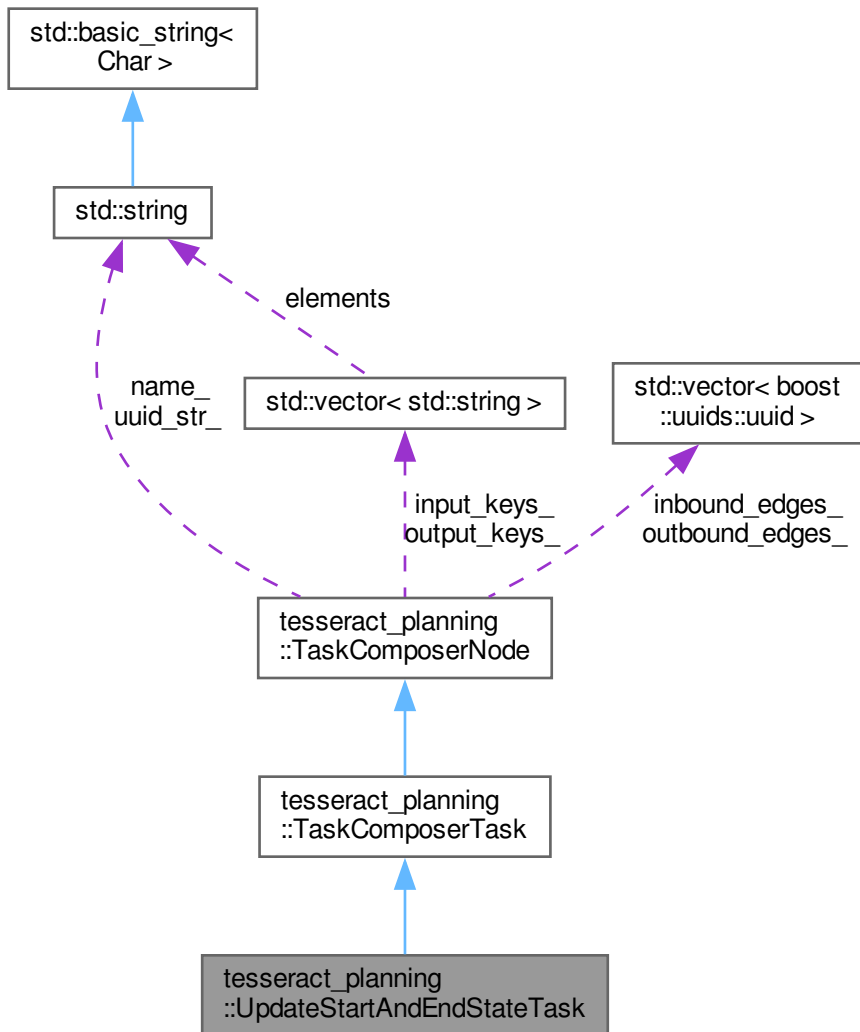 std::basic_string<
Char >
std::string
elements
name_
uuid_str_
std::vector< std::string >
std::vector< boost
::uuids::uuid >
input_keys_
output_keys_
inbound_edges_
outbound_edges_
tesseract_planning
::TaskComposerNode
tesseract_planning
::TaskComposerTask
tesseract_planning
::UpdateStartAndEndStateTask